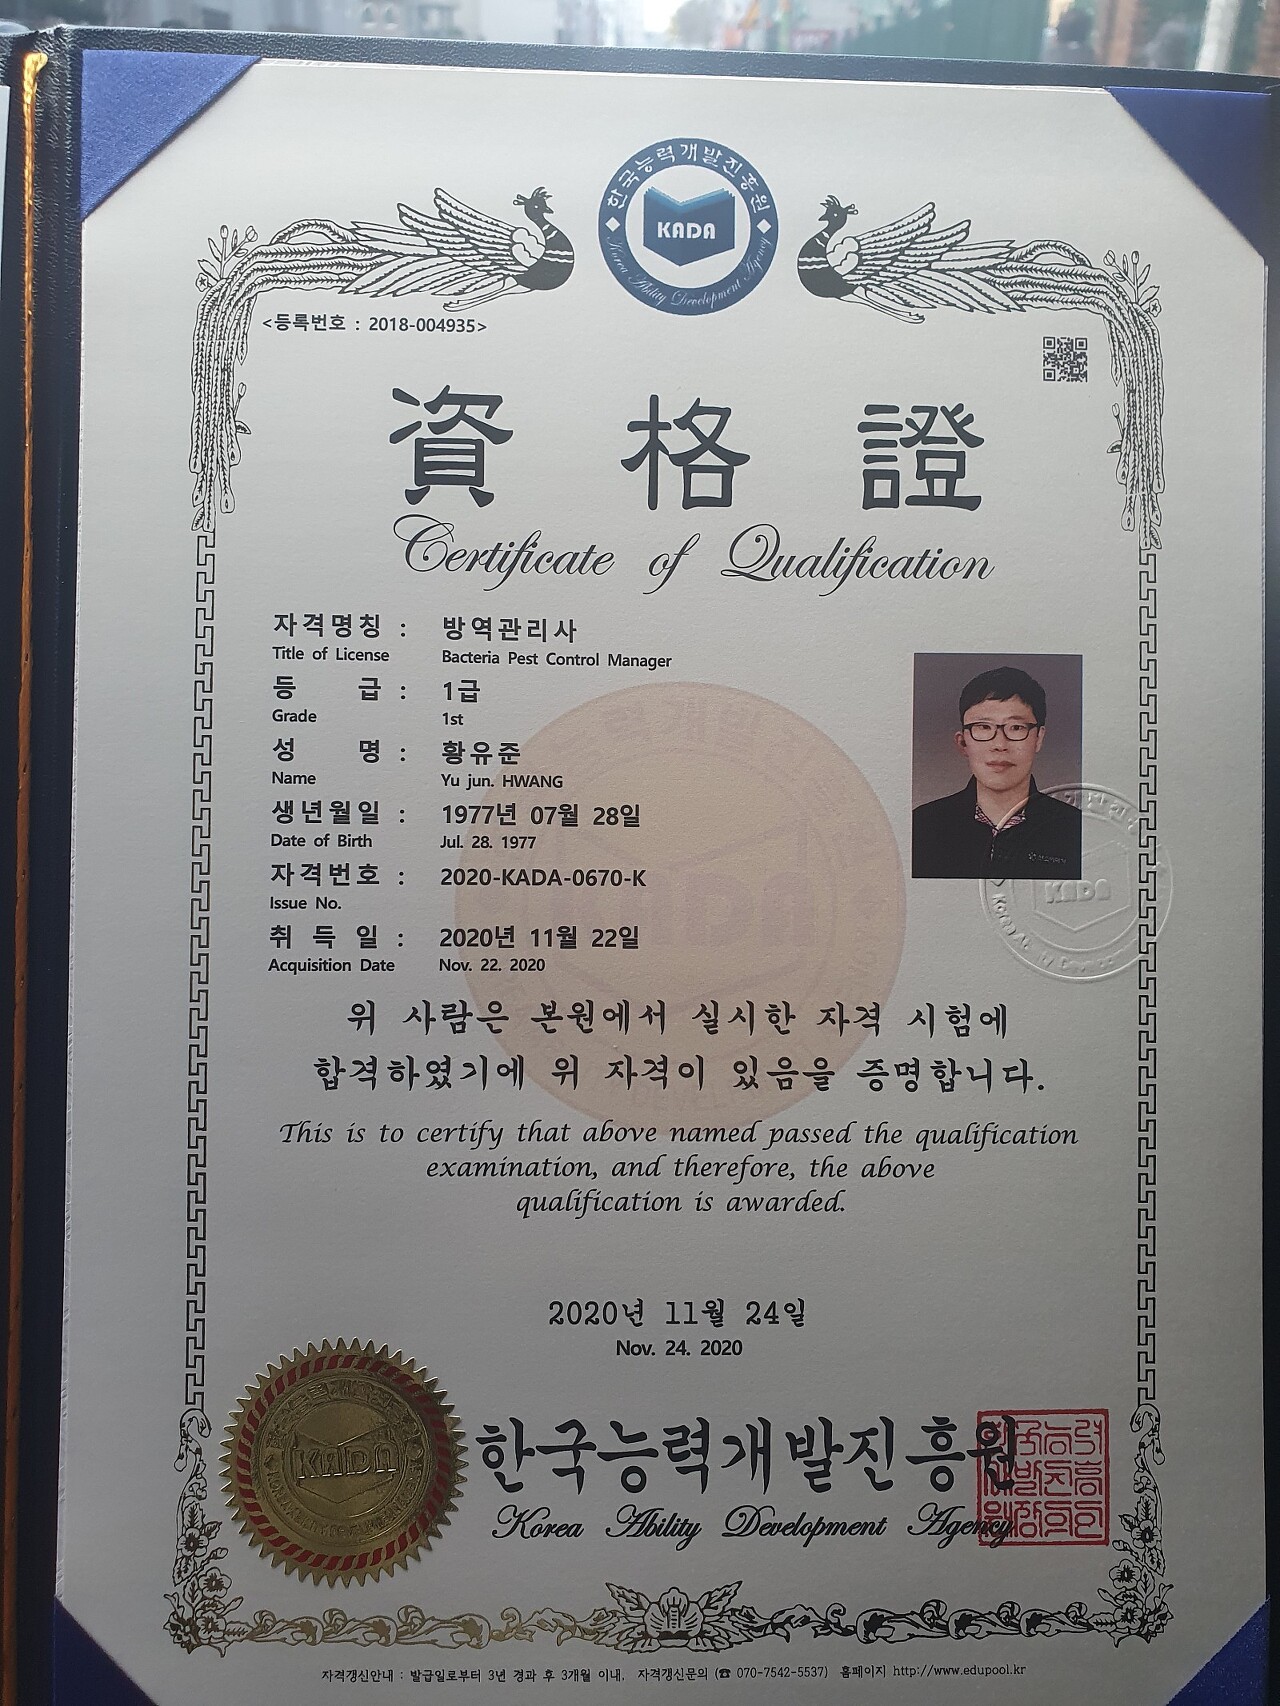 한국능력개발진흥원
KADA
Korea Ability Development Agency
<등록번호 : 2018-004935>
資 格 證
Certificate of Qualification
자격명칭 : 방역관리사
Title of License Bacteria Pest Control Manager
등 급 : 1급
Grade 1st
성 명 : 황유준
Name Yu jun. HWANG
생년월일 : 1977년 07월 28일
Date of Birth Jul. 28. 1977
자격번호 : 2020-KADA-0670-K
Issue No.
취 득 일 : 2020년 11월 22일
Acquisition Date Nov. 22. 2020
위 사람은 본원에서 실시한 자격 시험에
합격하였기에 위 자격이 있음을 증명합니다.
This is to certify that above named passed the qualification
examination, and therefore, the above
qualification is awarded.
2020년 11월 24일
Nov. 24. 2020
KADA
한국능력개발진흥원
Korea Ability Development Agency
자격갱신안내 : 발급일로부터 3년 경과 후 3개월 이내, 자격갱신문의 (☎ 070-7542-5537) 홈페이지 http://www.edupool.kr